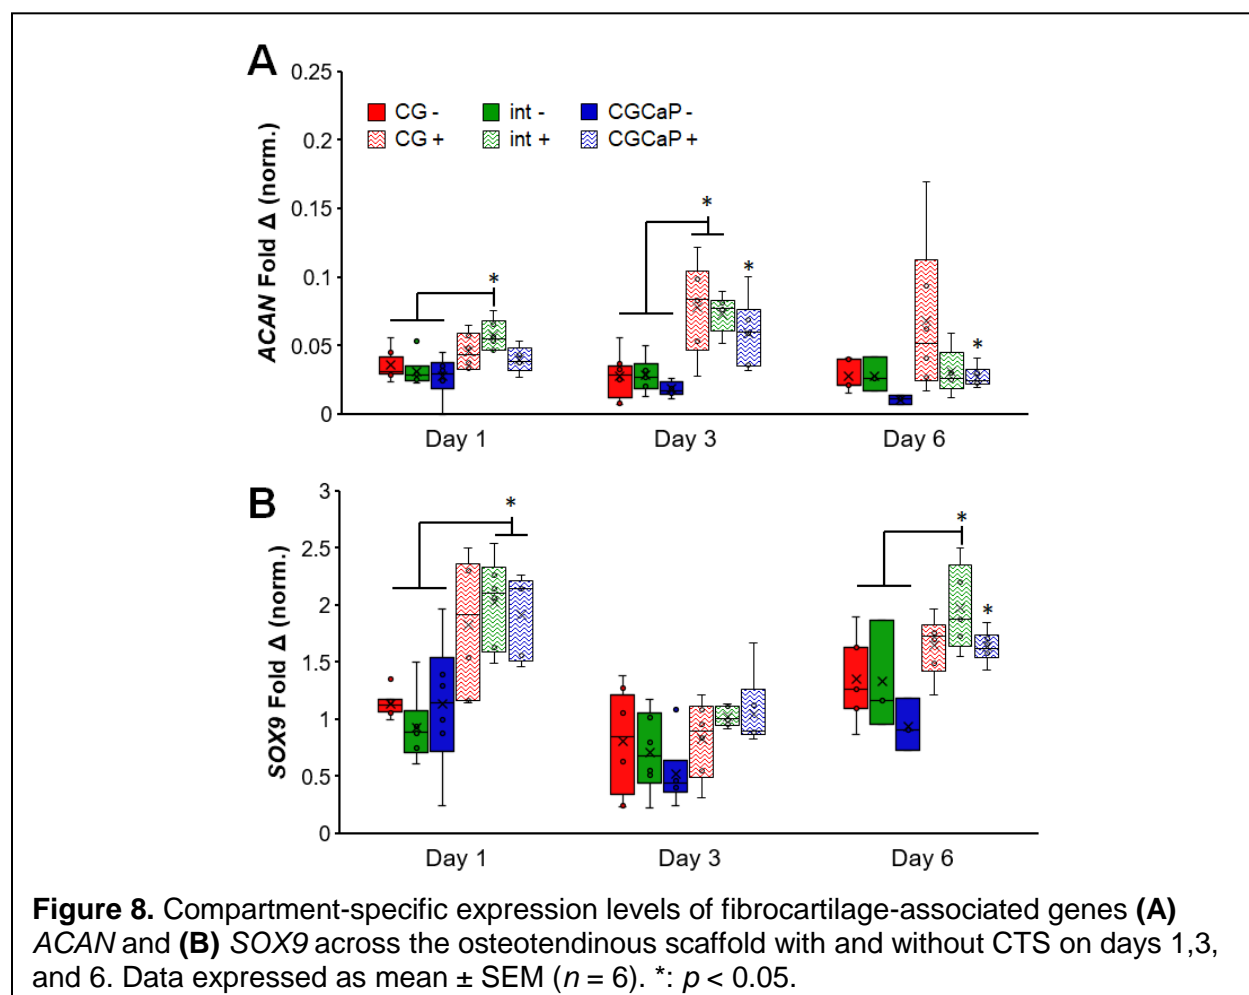 A
ACAN Fold Δ (norm.)
0.25
0.2
0.15
0.1
0.05
0
CG - int - CGCaP -
CG + int + CGCaP +
* * * *
*
Day 1 Day 3 Day 6
B
SOX9 Fold Δ (norm.)
3
2.5
2
1.5
1
0.5
0
* * *
Day 1 Day 3 Day 6
Figure 8. Compartment-specific expression levels of fibrocartilage-associated genes (A)
ACAN and (B) SOX9 across the osteotendinous scaffold with and without CTS on days 1,3,
and 6. Data expressed as mean ± SEM (n = 6). *: p < 0.05.